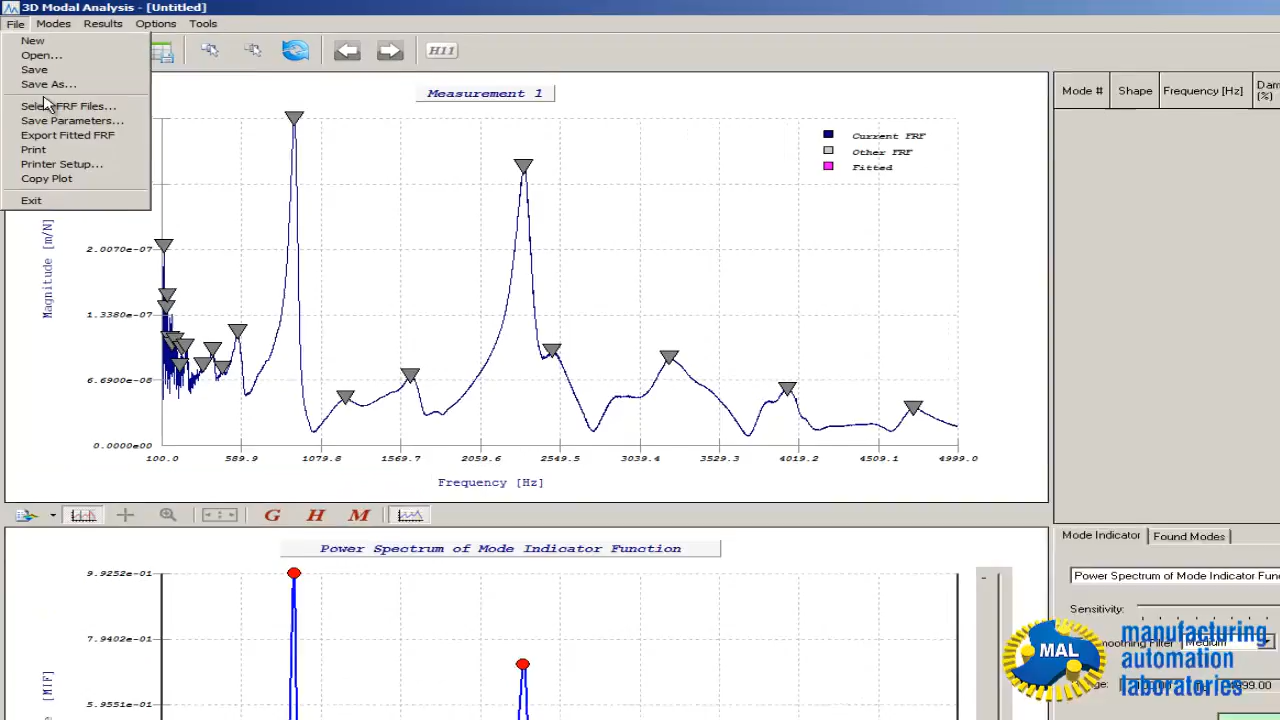 3D Modal Analysis - [Untitled]
File Modes Results Options Tools
New
Open...
Save
Save As...
FRF Files...
Save Parameters...
Export Fitted FRF
Print
Printer Setup...
Copy Plot
Exit
H11
Measurement 1
Current FRF
Other FRF
Fitted
Magnitude [m/N]
2.0070e-07
1.3380e-07
6.6900e-08
0.0000e+00
100.0 589.9 1079.8 1569.7 2059.6 2549.5 3039.4 3529.3 4019.2 4509.1 4999.0
Frequency [Hz]
Mode # Shape Frequency [Hz]
(%)
G H M
Power Spectrum of Mode Indicator Function
9.9252e-01
7.9402e-01
5.9551e-01
[MIF]
Mode Indicator Found Modes
Power Spectrum of Mode Indicator
Sensitivity:
Filter Medium
MAL
manufacturing
automation
laboratories